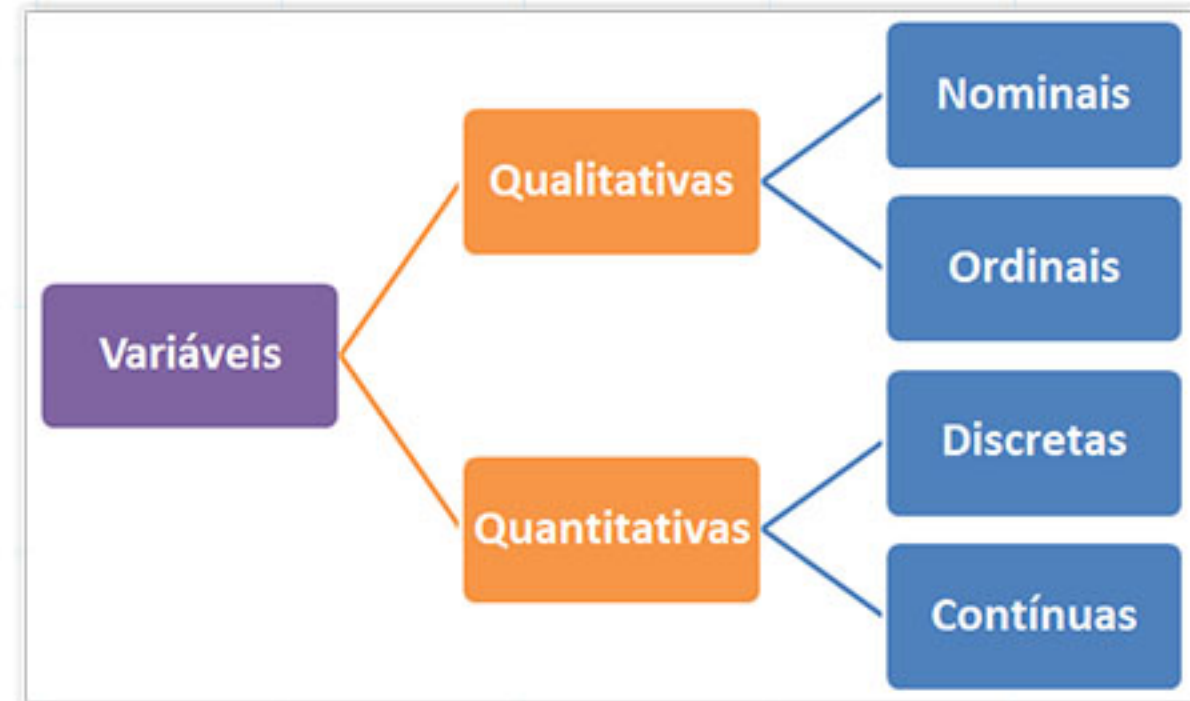 Variáveis
Qualitativas
Nominais
Ordinais
Quantitativas
Discretas
Contínuas